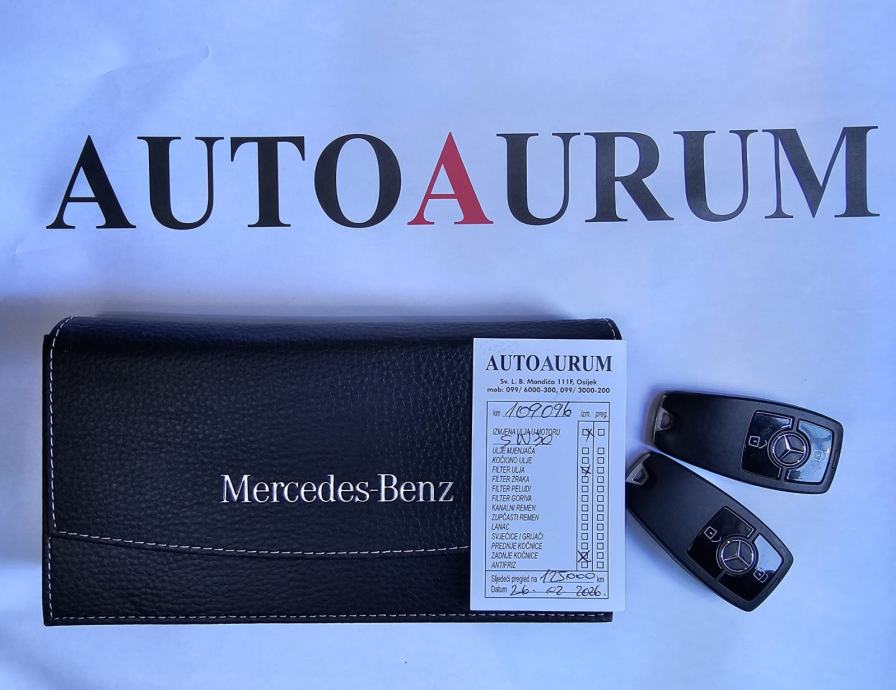 AUTOAURUM
Mercedes-Benz
AUTOAURUM
Sv. L. B. Mandića 111F, Osijek
mob: 099/ 6000-300, 099/ 3000-200
km 109096 izm. preg.
IZMJENA ULJA U MOTORU X
5W30
ULJE MJENJAČA
KOČIONO ULJE
FILTER ULJA X
FILTER ZRAKA
FILTER PELUDI
FILTER GORIVA
KANALNI REMEN
ZUPČASTI REMEN
LANAC
SVJEĆICE I GRIJAČI
PREDNJE KOČNICE
ZADNJE KOČNICE X
ANTIFRIZ
Sljedeći pregled na 125000 km
Datum 26. 02. 2026.